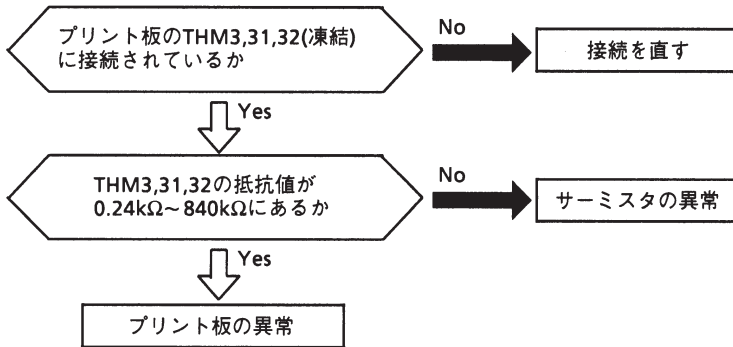 プリント板のTHM3,31,32(凍結)
に接続されているか
No
接続を直す
Yes
THM3,31,32の抵抗値が
0.24kΩ~840kΩにあるか
No
サーミスタの異常
Yes
プリント板の異常